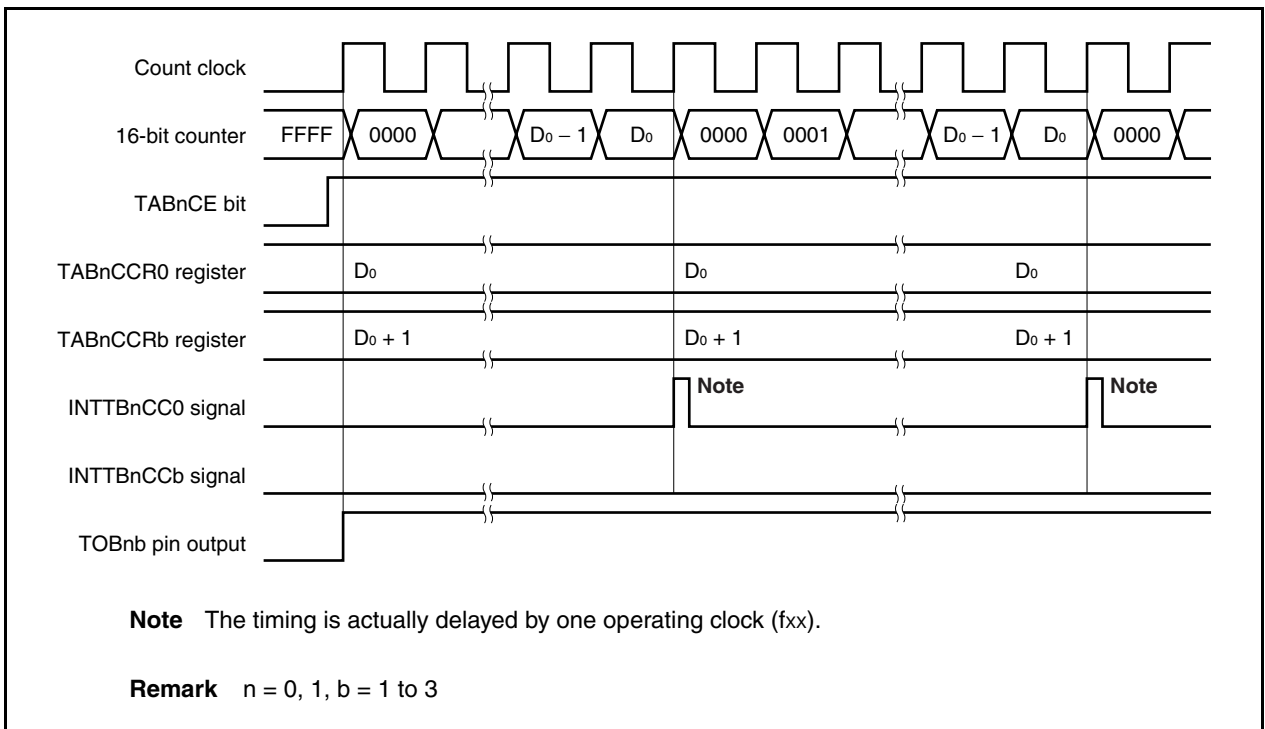 Count clock
16-bit counter FFFF 0000 D0 − 1 D0 0000 0001 D0 − 1 D0 0000
TABnCE bit
TABnCCR0 register D0 D0 D0
TABnCCRb register D0 + 1 D0 + 1 D0 + 1
INTTBnCC0 signal Note Note
INTTBnCCb signal
TOBnb pin output
Note The timing is actually delayed by one operating clock (fxx).
Remark n = 0, 1, b = 1 to 3